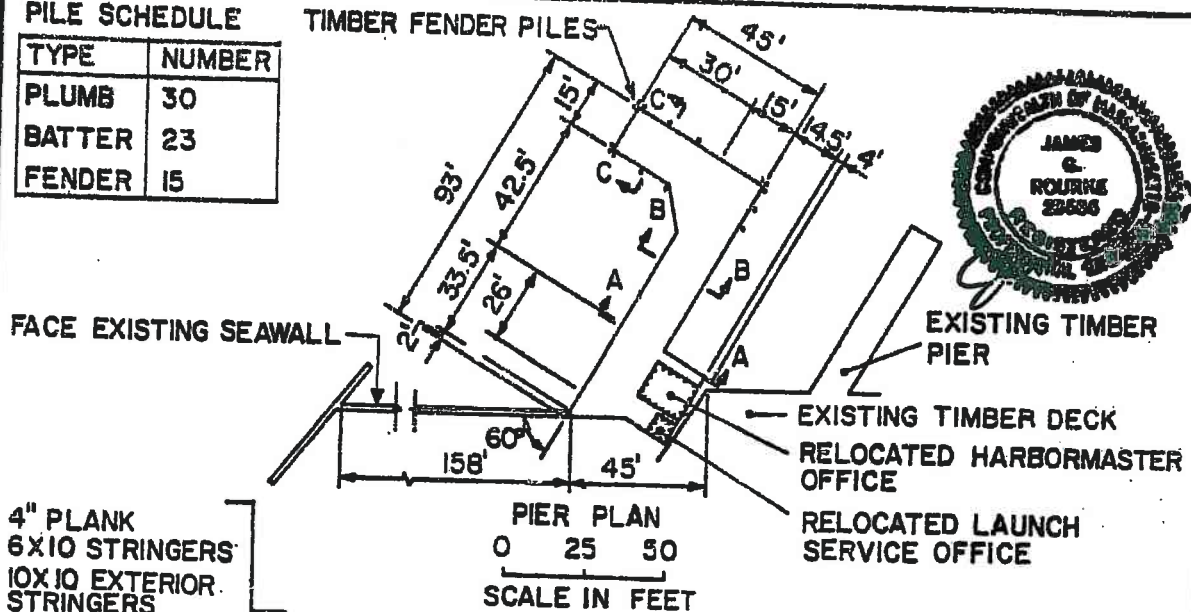 PILE SCHEDULE
TYPE NUMBER
PLUMB 30
BATTER 23
FENDER 15
TIMBER FENDER PILES
45'
30'
15'
14.5'
4'
15'
42.5'
93'
33.5'
26'
2'
C
C
B
B
A
A
JAMES
G.
ROURKE
COMMONWEALTH OF
REGISTERED
FACE EXISTING SEAWALL
60°
158'
45'
EXISTING TIMBER
PIER
EXISTING TIMBER DECK
RELOCATED HARBORMASTER
OFFICE
RELOCATED LAUNCH
SERVICE OFFICE
4" PLANK
6X10 STRINGERS
10X10 EXTERIOR
STRINGERS
PIER PLAN
0 25 50
SCALE IN FEET